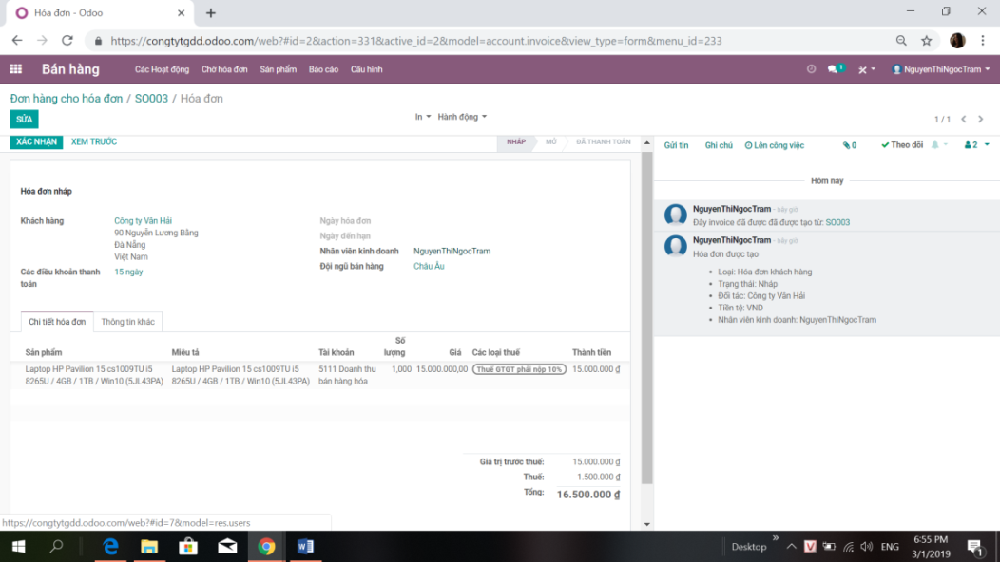 Hóa đơn - Odoo
https://congtytgdd.odoo.com/web?#id=2&action=331&active_id=2&model=account.invoice&view_type=form&menu_id=233
Bán hàng Các Hoạt động Chờ hóa đơn Sản phẩm Báo cáo Cấu hình 1 NguyenThiNgocTram
Đơn hàng cho hóa đơn / SO003 / Hóa đơn
SỬA In Hành động 1 / 1
XÁC NHẬN XEM TRƯỚC NHÁP MỞ ĐÃ THANH TOÁN
Gửi tin Ghi chú Lên công việc 0 Theo dõi 2
Hóa đơn nháp
Khách hàng Công ty Vân Hải
90 Nguyễn Lương Bằng
Đà Nẵng
Việt Nam
Các điều khoản thanh toán 15 ngày
Ngày hóa đơn
Ngày đến hạn
Nhân viên kinh doanh NguyenThiNgocTram
Đội ngũ bán hàng Châu Âu
Chi tiết hóa đơn Thông tin khác
Sản phẩm Miêu tả Tài khoản Số lượng Giá Các loại thuế Thành tiền
Laptop HP Pavilion 15 cs1009TU i5 Laptop HP Pavilion 15 cs1009TU i5 5111 Doanh thu 1,000 15.000.000,00 Thuế GTGT phải nộp 10% 15.000.000 ₫
8265U / 4GB / 1TB / Win10 (5JL43PA) 8265U / 4GB / 1TB / Win10 (5JL43PA) bán hàng hóa
Giá trị trước thuế: 15.000.000 ₫
Thuế: 1.500.000 ₫
Tổng: 16.500.000 ₫
Hôm nay
NguyenThiNgocTram - bây giờ
Đây invoice đã được đã được tạo từ: SO003
NguyenThiNgocTram - bây giờ
Hóa đơn được tạo
• Loại: Hóa đơn khách hàng
• Trạng thái: Nháp
• Đối tác: Công ty Vân Hải
• Tiền tệ: VND
• Nhân viên kinh doanh: NguyenThiNgocTram
https://congtytgdd.odoo.com/web?#id=7&model=res.users
Desktop ENG 6:55 PM
3/1/2019 1